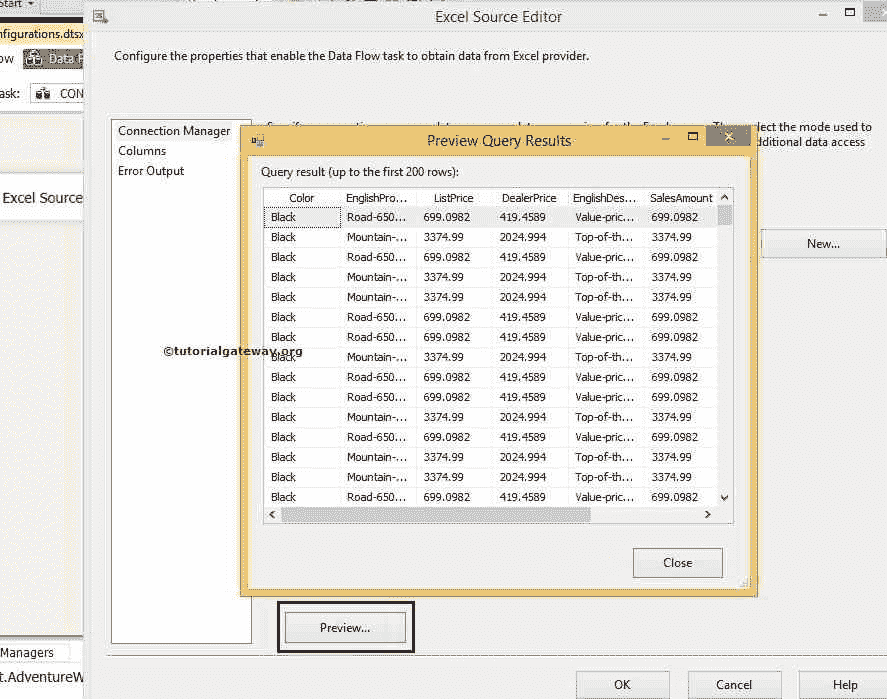 Start
Excel Source Editor
nfigurations.dtsx
Configure the properties that enable the Data Flow task to obtain data from Excel provider.
ow Data F
ask: CON
Connection Manager
Columns
Error Output
lect the mode used to
dditional data access
Preview Query Results
Query result (up to the first 200 rows):
Color EnglishPro... ListPrice DealerPrice EnglishDes... SalesAmount
Black Road-650... 699.0982 419.4589 Value-pric... 699.0982
Black Mountain-... 3374.99 2024.994 Top-of-th... 3374.99
Black Road-650... 699.0982 419.4589 Value-pric... 699.0982
Black Mountain-... 3374.99 2024.994 Top-of-th... 3374.99
Black Mountain-... 3374.99 2024.994 Top-of-th... 3374.99
Black Road-650... 699.0982 419.4589 Value-pric... 699.0982
Black Road-650... 699.0982 419.4589 Value-pric... 699.0982
Black Mountain-... 3374.99 2024.994 Top-of-th... 3374.99
Black Road-650... 699.0982 419.4589 Value-pric... 699.0982
Black Road-650... 699.0982 419.4589 Value-pric... 699.0982
Black Mountain-... 3374.99 2024.994 Top-of-th... 3374.99
Black Road-650... 699.0982 419.4589 Value-pric... 699.0982
Black Mountain-... 3374.99 2024.994 Top-of-th... 3374.99
Black Mountain-... 3374.99 2024.994 Top-of-th... 3374.99
Black Road-650... 699.0982 419.4589 Value-pric... 699.0982
Excel Source
New...
©tutorialgateway.org
Close
Preview...
Managers
t.AdventureW
OK Cancel Help